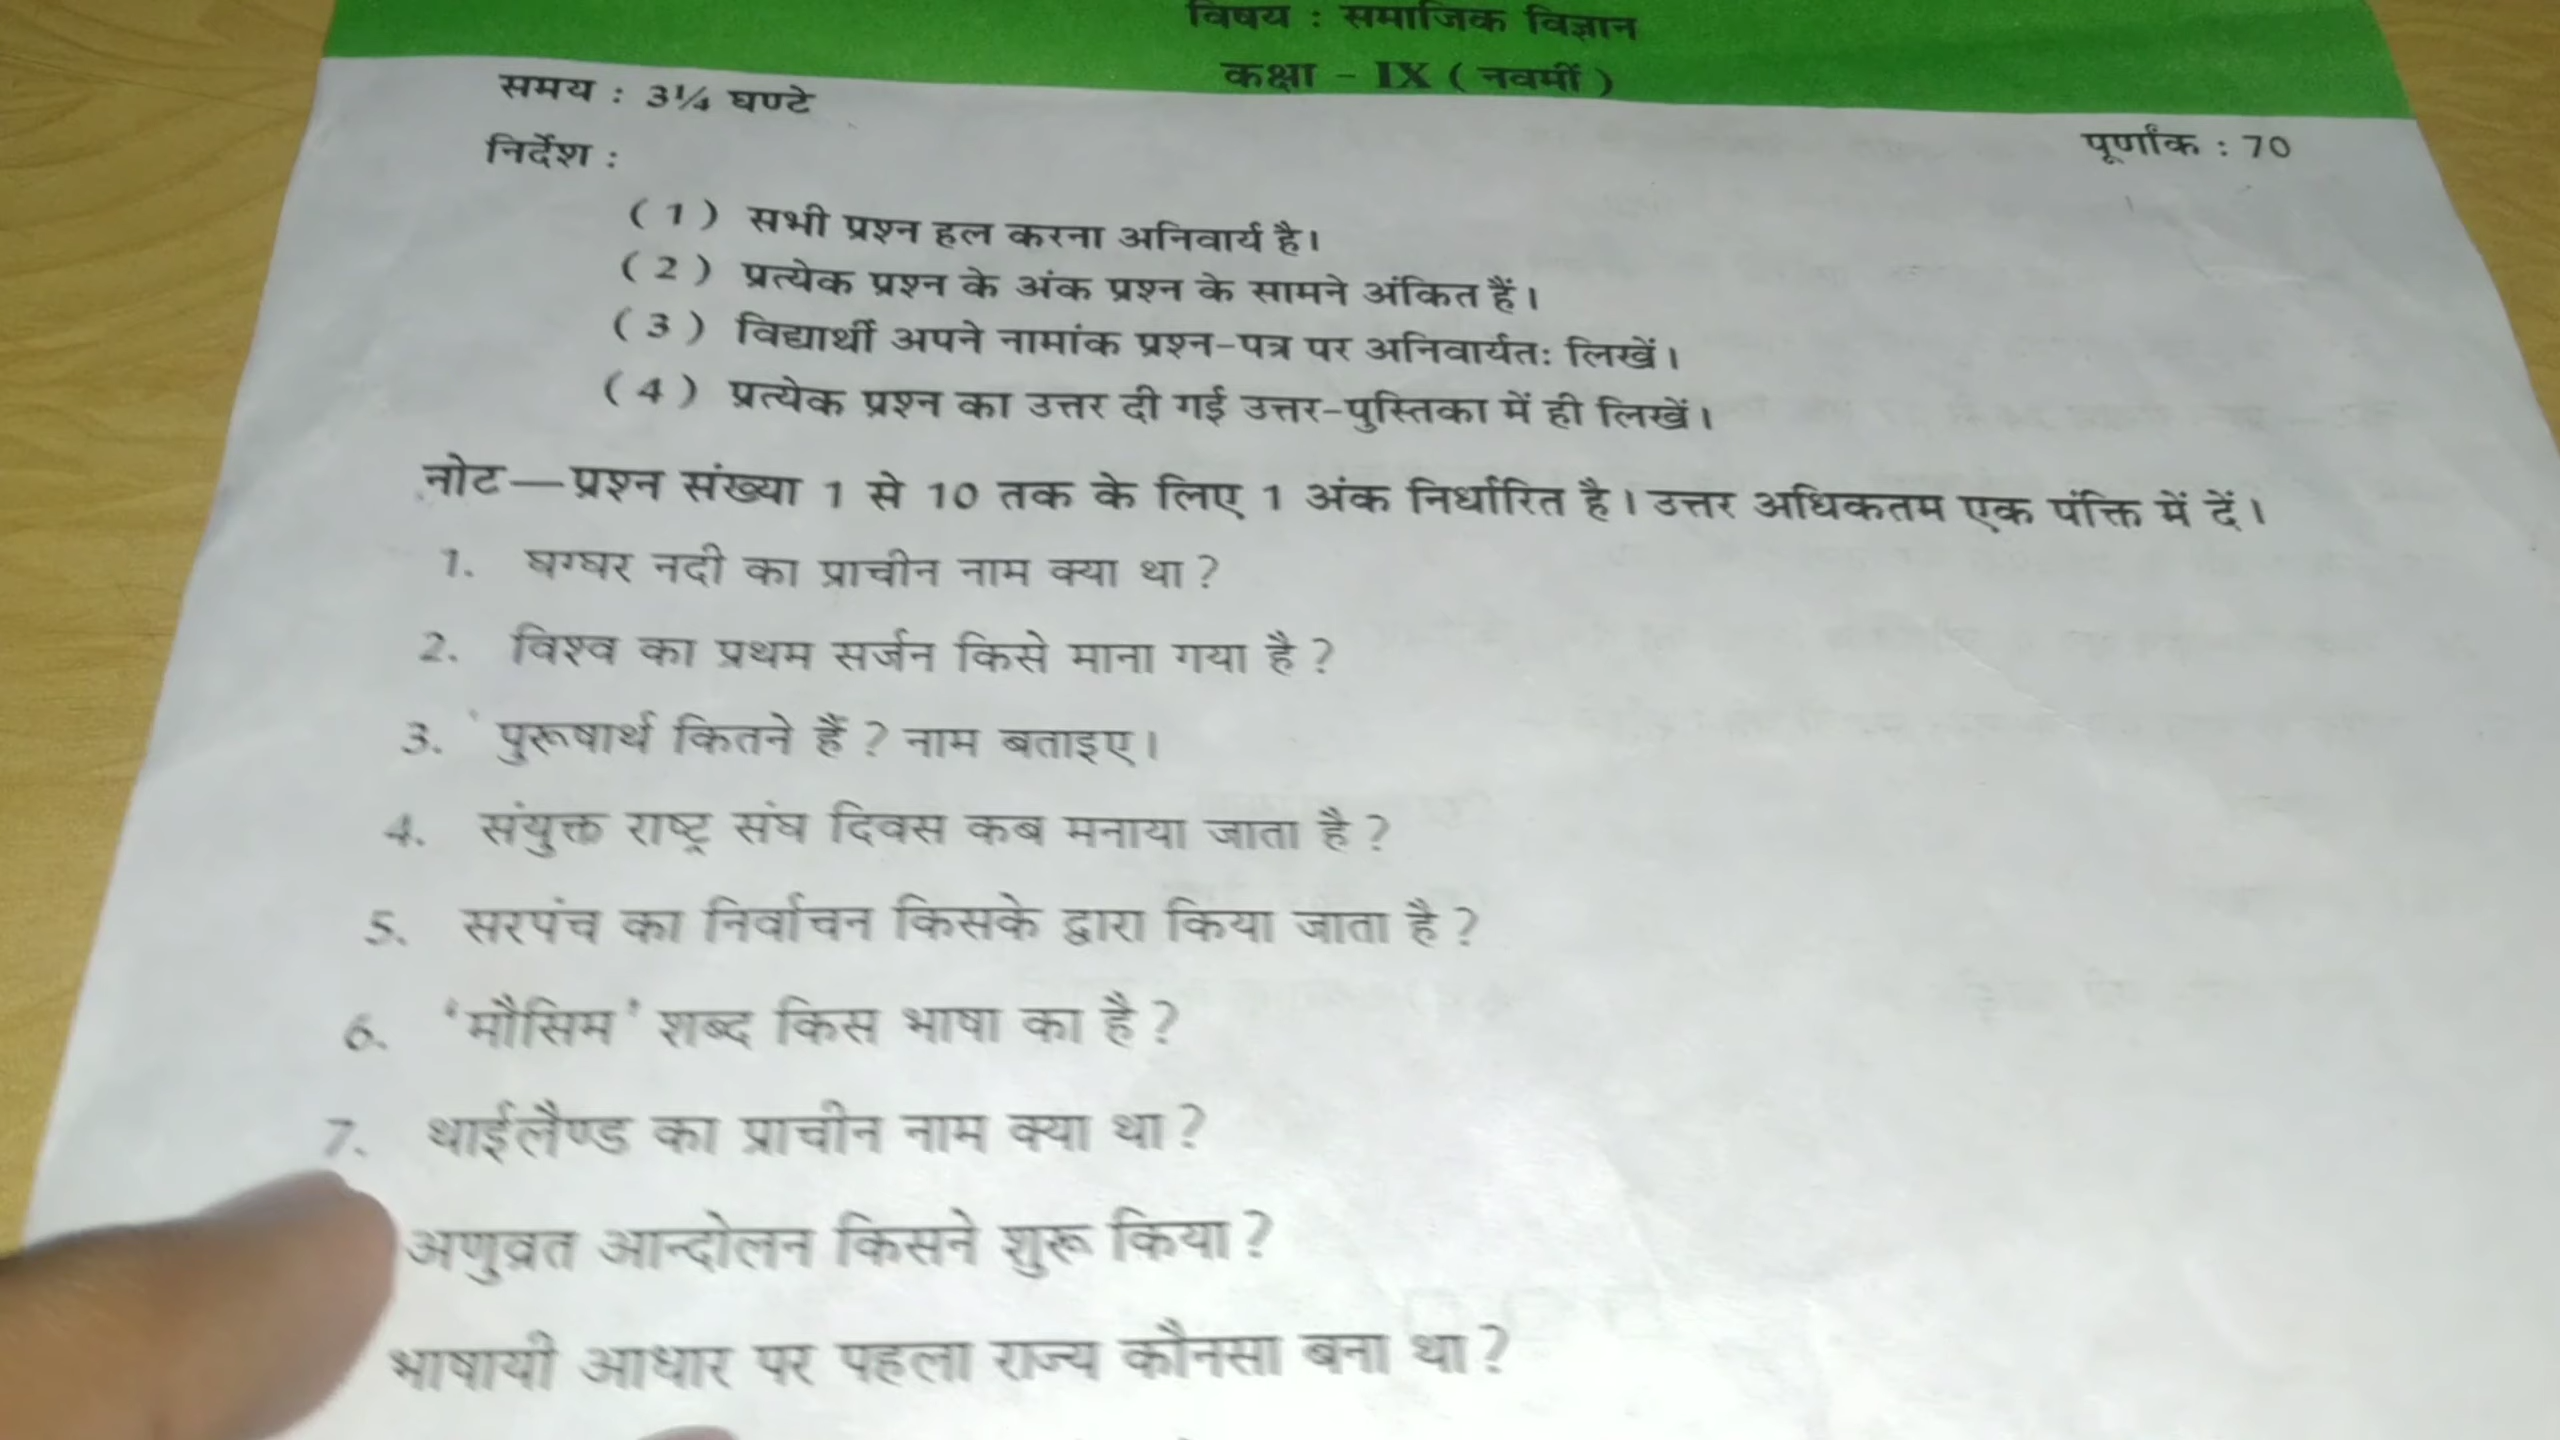 विषय : समाजिक विज्ञान
कक्षा - IX ( नवमीं )
समय : 3¼ घण्टे
पूर्णांक : 70
निर्देश :
( 1 ) सभी प्रश्न हल करना अनिवार्य है।
( 2 ) प्रत्येक प्रश्न के अंक प्रश्न के सामने अंकित हैं।
( 3 ) विद्यार्थी अपने नामांक प्रश्न-पत्र पर अनिवार्यतः लिखें।
( 4 ) प्रत्येक प्रश्न का उत्तर दी गई उत्तर-पुस्तिका में ही लिखें।
नोट—प्रश्न संख्या 1 से 10 तक के लिए 1 अंक निर्धारित है। उत्तर अधिकतम एक पंक्ति में दें।
1. घग्घर नदी का प्राचीन नाम क्या था ?
2. विश्व का प्रथम सर्जन किसे माना गया है ?
3. पुरूषार्थ कितने हैं ? नाम बताइए।
4. संयुक्त राष्ट्र संघ दिवस कब मनाया जाता है ?
5. सरपंच का निर्वाचन किसके द्वारा किया जाता है ?
6. ‘मौसिम’ शब्द किस भाषा का है ?
7. थाईलैण्ड का प्राचीन नाम क्या था ?
अणुव्रत आन्दोलन किसने शुरू किया ?
भाषायी आधार पर पहला राज्य कौनसा बना था ?